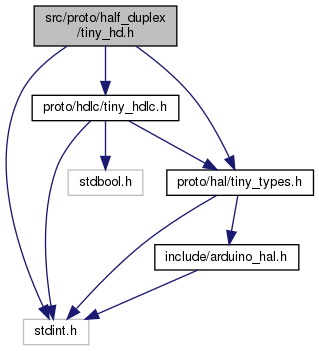 src/proto/half_duplex
/tiny_hd.h
proto/hdlc/tiny_hdlc.h
stdbool.h
proto/hal/tiny_types.h
include/arduino_hal.h
stdint.h